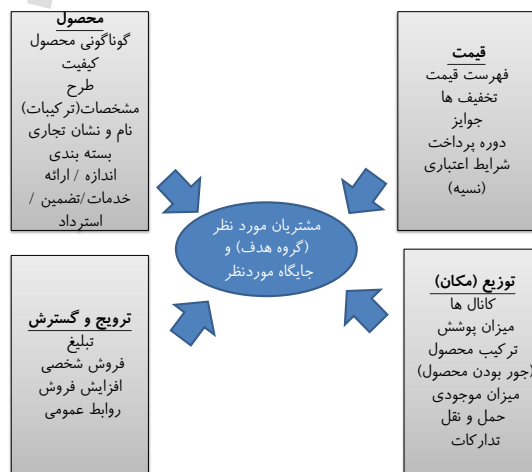 محصول
گوناگونی محصول
کیفیت
طرح
مشخصات(ترکیبات)
نام و نشان تجاری
بسته بندی
اندازه / ارائه
خدمات/تضمین /
استرداد
قیمت
فهرست قیمت
تخفیف ها
جوایز
دوره پرداخت
شرایط اعتباری
(نسیه)
مشتریان مورد نظر
(گروه هدف) و
جایگاه موردنظر
ترویج و گسترش
تبلیغ
فروش شخصی
افزایش فروش
روابط عمومی
توزیع (مکان)
کانال ها
میزان پوشش
ترکیب محصول
(جور بودن محصول)
میزان موجودی
حمل و نقل
تدارکات